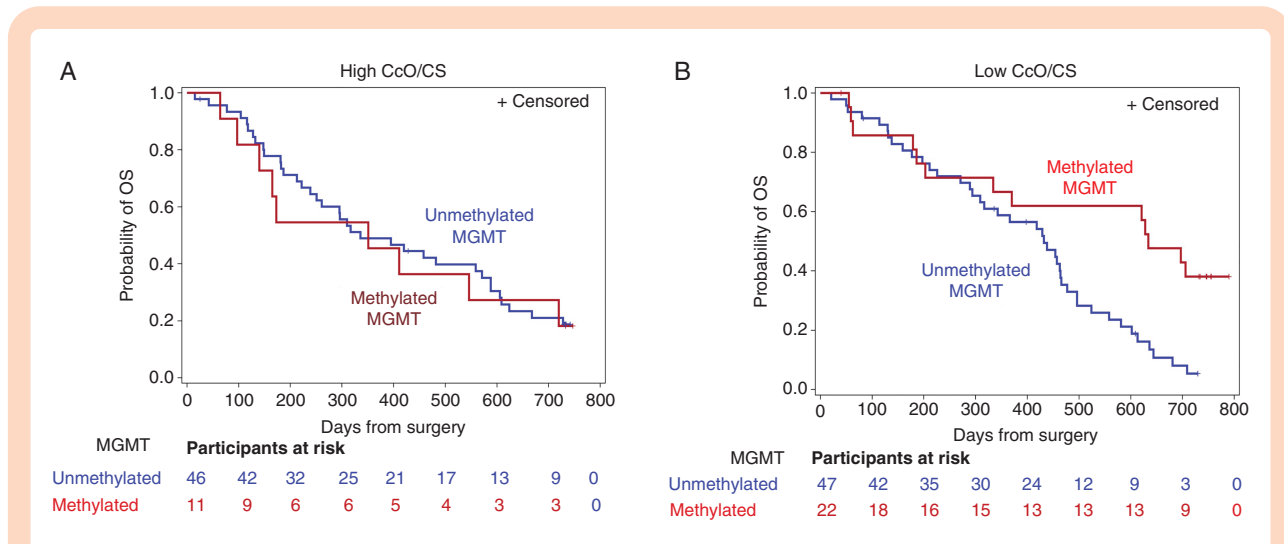 A
High CcO/CS
+ Censored
1.0
0.8
0.6
0.4
0.2
0.0
Probability of OS
Unmethylated
MGMT
Methylated
MGMT
0 100 200 300 400 500 600 700 800
Days from surgery
MGMT Participants at risk
Unmethylated 46 42 32 25 21 17 13 9 0
Methylated 11 9 6 6 5 4 3 3 0
B
Low CcO/CS
+ Censored
1.0
0.8
0.6
0.4
0.2
0.0
Probability of OS
Methylated
MGMT
Unmethylated
MGMT
0 100 200 300 400 500 600 700 800
Days from surgery
MGMT Participants at risk
Unmethylated 47 42 35 30 24 12 9 3 0
Methylated 22 18 16 15 13 13 13 9 0